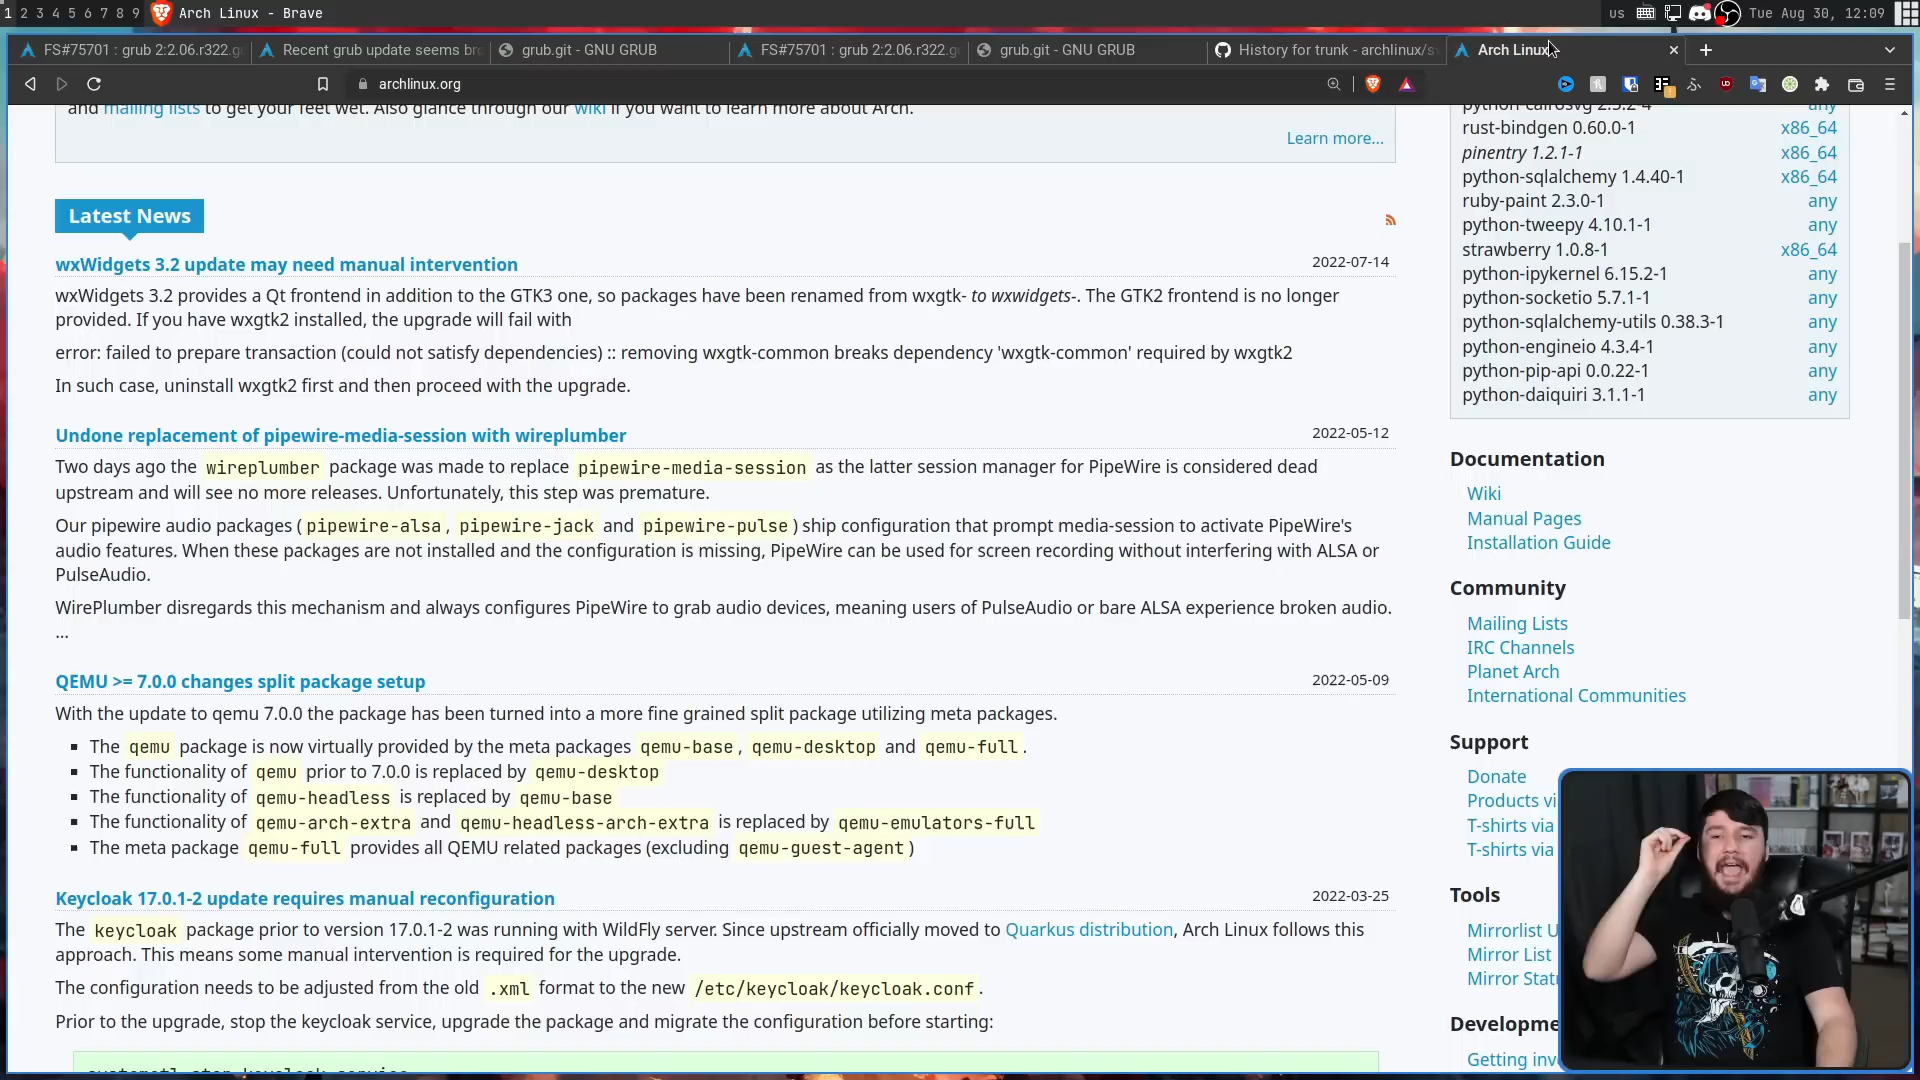 1 2 3 4 5 6 7 8 9 Arch Linux - Brave us Tue Aug 30, 12:09
FS#75701 : grub 2:2.06.r322.g Recent grub update seems bro grub.git - GNU GRUB FS#75701 : grub 2:2.06.r322.g grub.git - GNU GRUB History for trunk - archlinux/sv Arch Linux
archlinux.org
and mailing lists to get your feet wet. Also glance through our wiki if you want to learn more about Arch.
Learn more...
Latest News
wxWidgets 3.2 update may need manual intervention 2022-07-14
wxWidgets 3.2 provides a Qt frontend in addition to the GTK3 one, so packages have been renamed from wxgtk- to wxwidgets-. The GTK2 frontend is no longer
provided. If you have wxgtk2 installed, the upgrade will fail with
error: failed to prepare transaction (could not satisfy dependencies) :: removing wxgtk-common breaks dependency 'wxgtk-common' required by wxgtk2
In such case, uninstall wxgtk2 first and then proceed with the upgrade.
Undone replacement of pipewire-media-session with wireplumber 2022-05-12
Two days ago the wireplumber package was made to replace pipewire-media-session as the latter session manager for PipeWire is considered dead
upstream and will see no more releases. Unfortunately, this step was premature.
Our pipewire audio packages (pipewire-alsa, pipewire-jack and pipewire-pulse) ship configuration that prompt media-session to activate PipeWire's
audio features. When these packages are not installed and the configuration is missing, PipeWire can be used for screen recording without interfering with ALSA or
PulseAudio.
WirePlumber disregards this mechanism and always configures PipeWire to grab audio devices, meaning users of PulseAudio or bare ALSA experience broken audio.
...
QEMU >= 7.0.0 changes split package setup 2022-05-09
With the update to qemu 7.0.0 the package has been turned into a more fine grained split package utilizing meta packages.
▪ The qemu package is now virtually provided by the meta packages qemu-base, qemu-desktop and qemu-full.
▪ The functionality of qemu prior to 7.0.0 is replaced by qemu-desktop
▪ The functionality of qemu-headless is replaced by qemu-base
▪ The functionality of qemu-arch-extra and qemu-headless-arch-extra is replaced by qemu-emulators-full
▪ The meta package qemu-full provides all QEMU related packages (excluding qemu-guest-agent)
Keycloak 17.0.1-2 update requires manual reconfiguration 2022-03-25
The keycloak package prior to version 17.0.1-2 was running with WildFly server. Since upstream officially moved to Quarkus distribution, Arch Linux follows this
approach. This means some manual intervention is required for the upgrade.
The configuration needs to be adjusted from the old .xml format to the new /etc/keycloak/keycloak.conf.
Prior to the upgrade, stop the keycloak service, upgrade the package and migrate the configuration before starting:
systemctl stop keycloak.service
python-cairosvg 2.5.2-4 any
rust-bindgen 0.60.0-1 x86_64
pinentry 1.2.1-1 x86_64
python-sqlalchemy 1.4.40-1 x86_64
ruby-paint 2.3.0-1 any
python-tweepy 4.10.1-1 any
strawberry 1.0.8-1 x86_64
python-ipykernel 6.15.2-1 any
python-socketio 5.7.1-1 any
python-sqlalchemy-utils 0.38.3-1 any
python-engineio 4.3.4-1 any
python-pip-api 0.0.22-1 any
python-daiquiri 3.1.1-1 any
Documentation
Wiki
Manual Pages
Installation Guide
Community
Mailing Lists
IRC Channels
Planet Arch
International Communities
Support
Donate
Products vi
T-shirts via
T-shirts via
Tools
Mirrorlist U
Mirror List
Mirror Statu
Developme
Getting inv